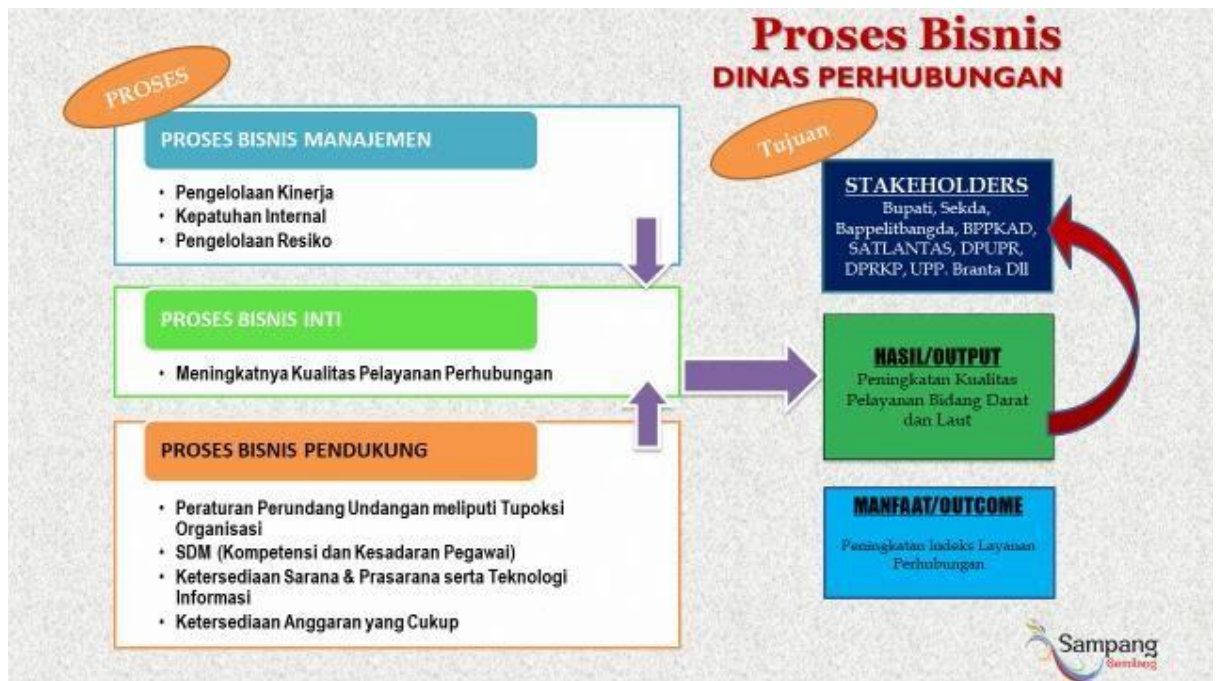 Proses Bisnis
DINAS PERHUBUNGAN
PROSES
PROSES BISNIS MANAJEMEN
• Pengelolaan Kinerja
• Kepatuhan Internal
• Pengelolaan Resiko
PROSES BISNIS INTI
• Meningkatnya Kualitas Pelayanan Perhubungan
PROSES BISNIS PENDUKUNG
• Peraturan Perundang Undangan meliputi Tupoksi
Organisasi
• SDM (Kompetensi dan Kesadaran Pegawai)
• Ketersediaan Sarana & Prasarana serta Teknologi
Informasi
• Ketersediaan Anggaran yang Cukup
Tujuan
STAKEHOLDERS
Bupati, Sekda,
Bappelitbangda, BPPKAD,
SATLANTAS, DPUPR,
DPRKP, UPP. Branta Dll
HASIL/OUTPUT
Peningkatan Kualitas
Pelayanan Bidang Darat
dan Laut
MANFAAT/OUTCOME
Peningkatan Indeks Layanan
Perhubungan
Sampang
Gemilang